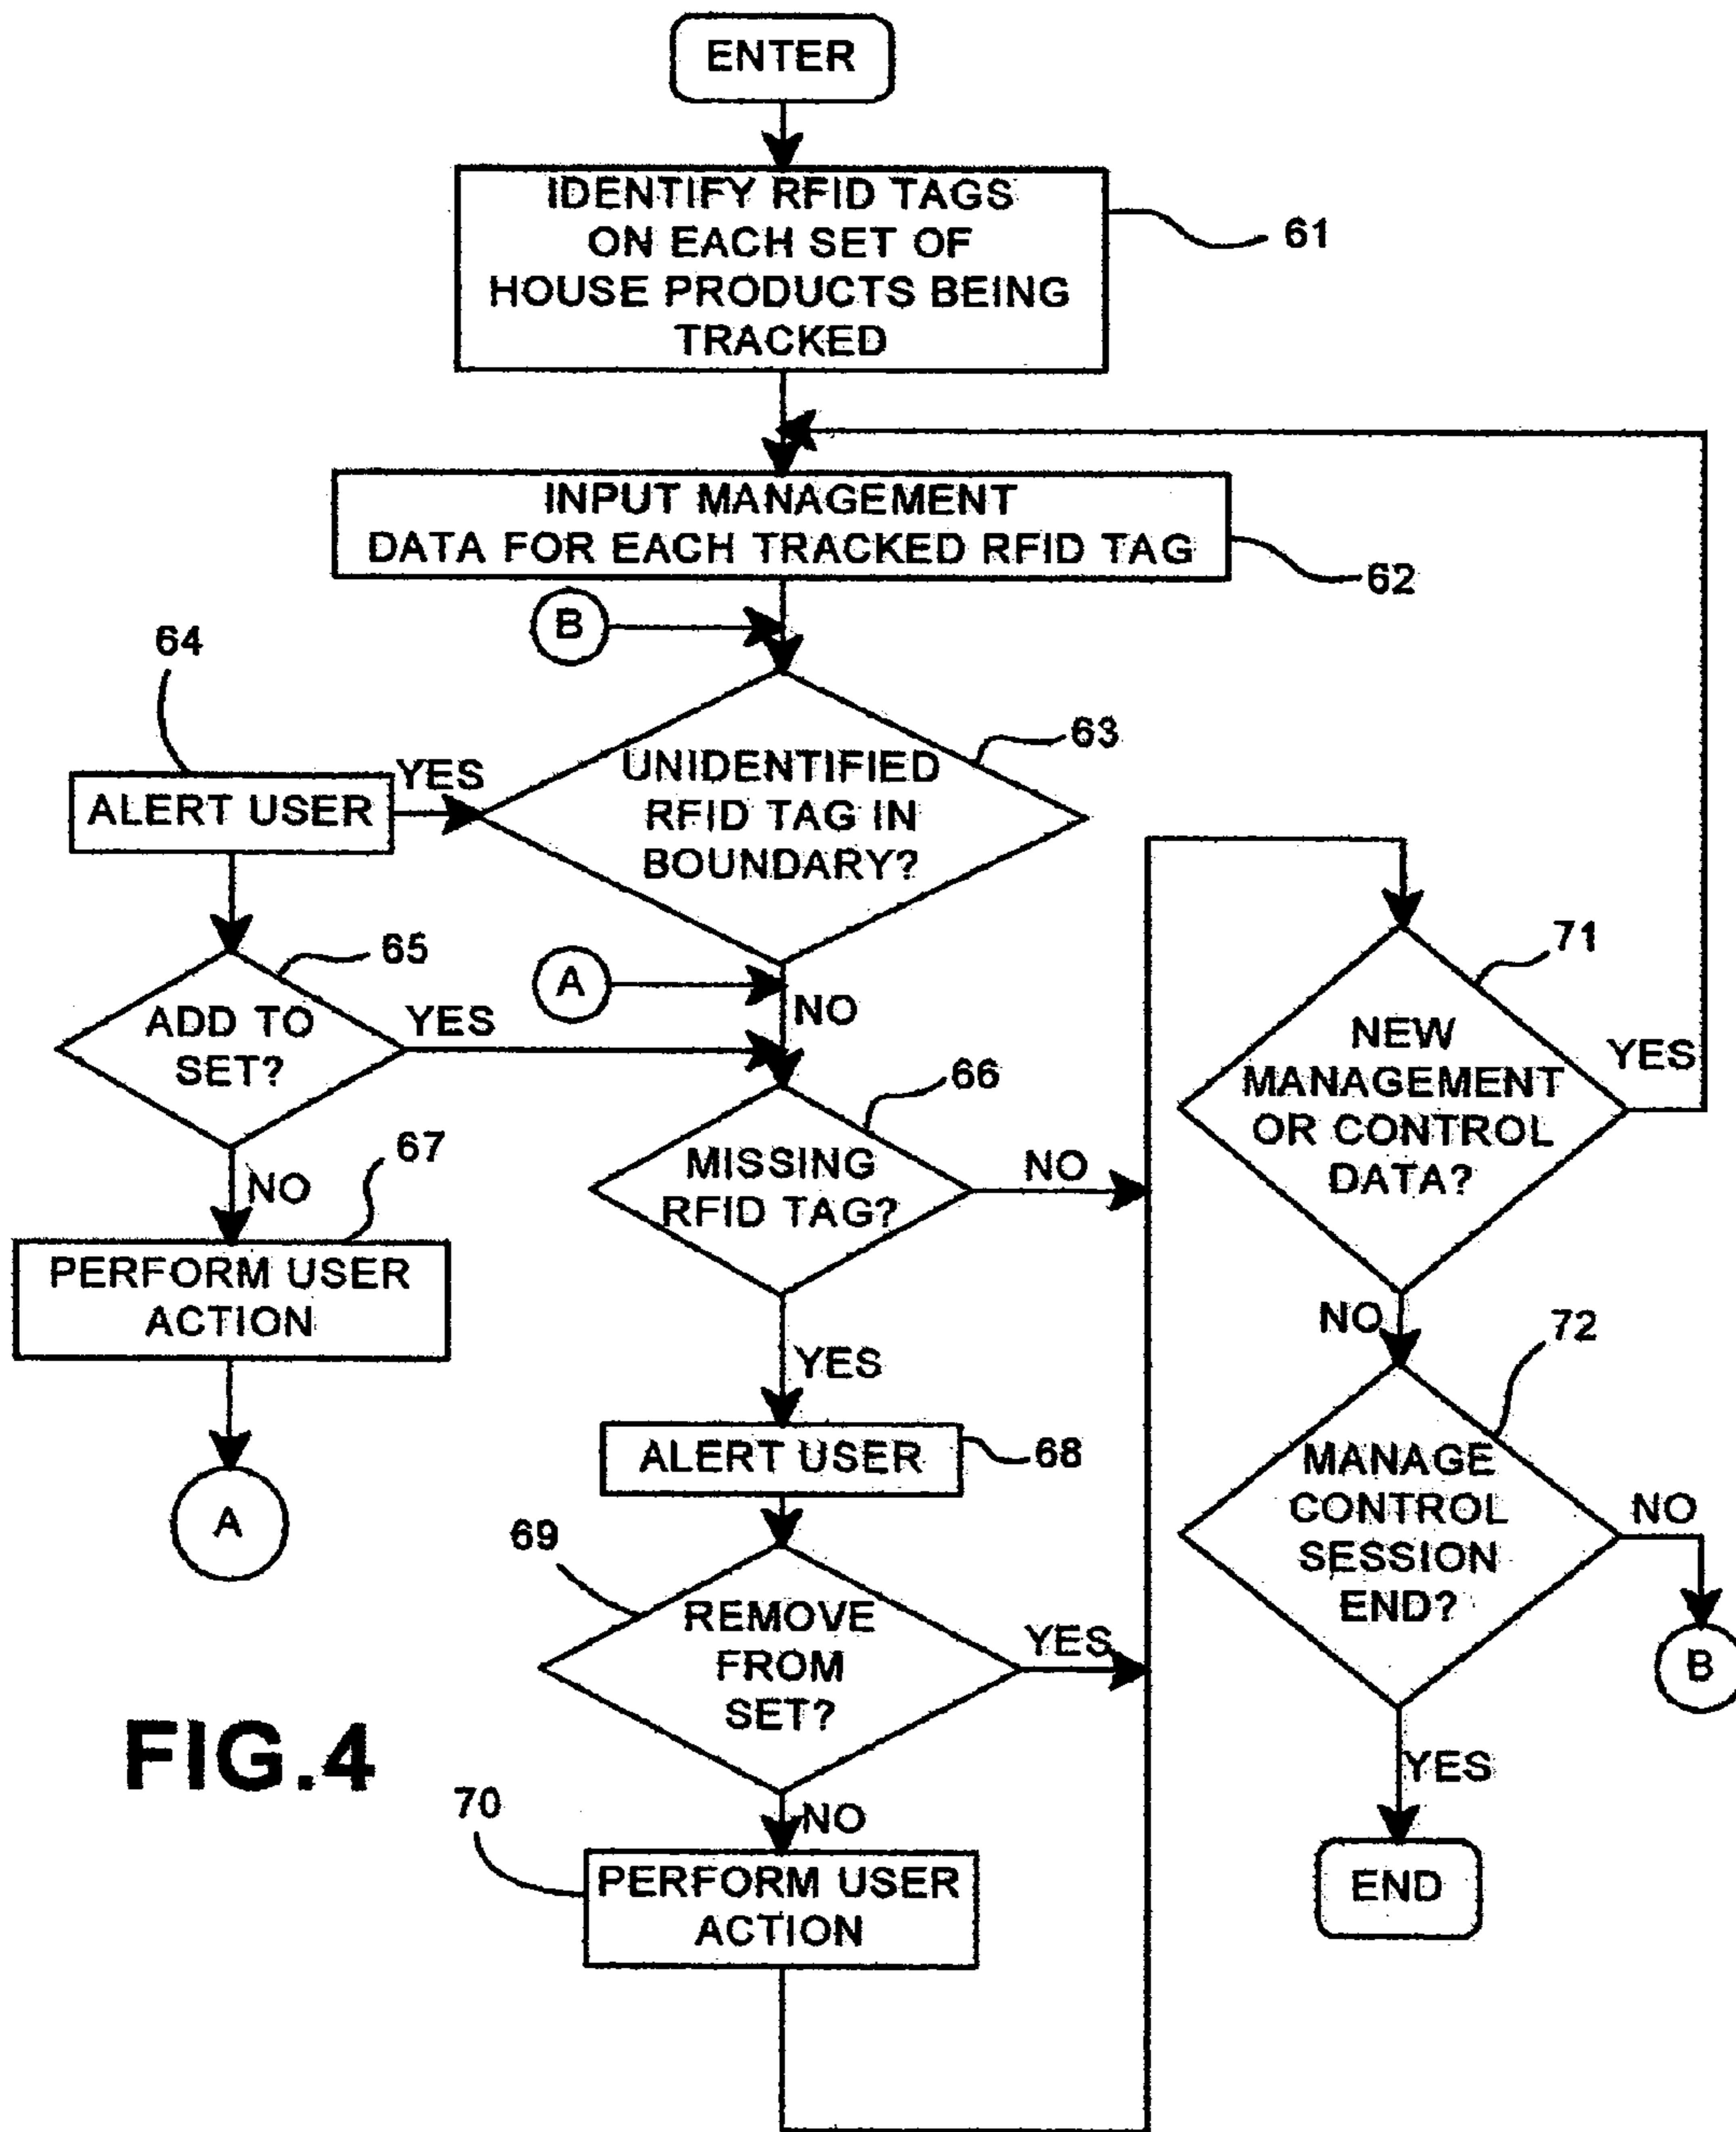 ENTER
IDENTIFY RFID TAGS
ON EACH SET OF
HOUSE PRODUCTS BEING
TRACKED
61
INPUT MANAGEMENT
DATA FOR EACH TRACKED RFID TAG
62
B
64
63
UNIDENTIFIED
RFID TAG IN
BOUNDARY?
YES
ALERT USER
65
ADD TO
SET?
YES
A
NO
66
MISSING
RFID TAG?
NO
71
NEW
MANAGEMENT
OR CONTROL
DATA?
YES
NO
67
PERFORM USER
ACTION
A
YES
ALERT USER
68
NO
72
MANAGE
CONTROL
SESSION
END?
NO
B
69
REMOVE
FROM
SET?
YES
FIG.4
YES
END
NO
70
PERFORM USER
ACTION